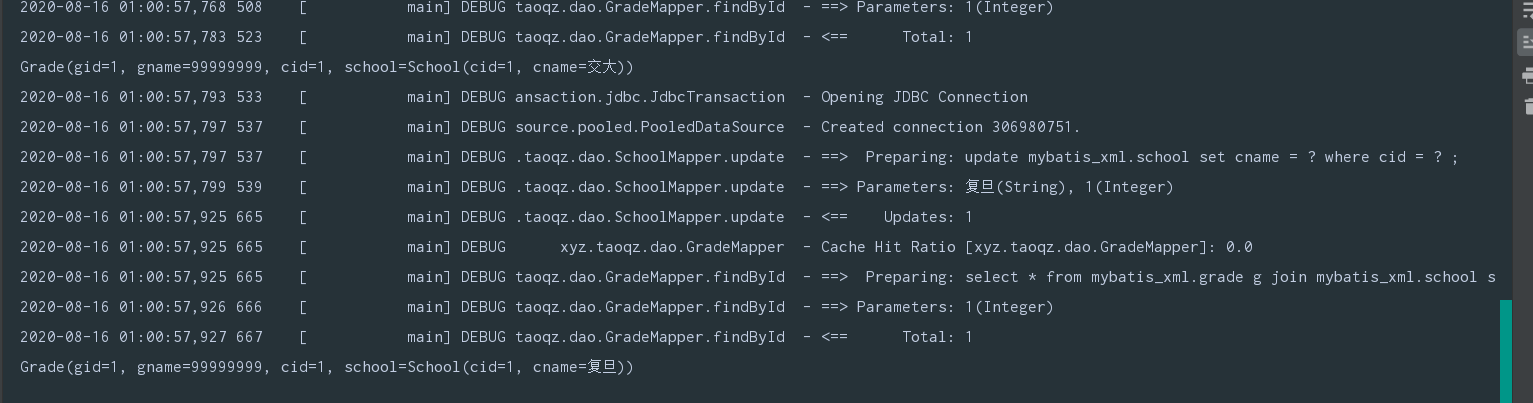 2020-08-16 01:00:57,768 508    [           main] DEBUG taoqz.dao.GradeMapper.findById  - ==> Parameters: 1(Integer)
2020-08-16 01:00:57,783 523    [           main] DEBUG taoqz.dao.GradeMapper.findById  - <==      Total: 1
Grade(gid=1, gname=99999999, cid=1, school=School(cid=1, cname=交大))
2020-08-16 01:00:57,793 533    [           main] DEBUG ansaction.jdbc.JdbcTransaction  - Opening JDBC Connection
2020-08-16 01:00:57,797 537    [           main] DEBUG source.pooled.PooledDataSource  - Created connection 306980751.
2020-08-16 01:00:57,797 537    [           main] DEBUG .taoqz.dao.SchoolMapper.update  - ==>  Preparing: update mybatis_xml.school set cname = ? where cid = ? ;
2020-08-16 01:00:57,799 539    [           main] DEBUG .taoqz.dao.SchoolMapper.update  - ==> Parameters: 复旦(String), 1(Integer)
2020-08-16 01:00:57,925 665    [           main] DEBUG .taoqz.dao.SchoolMapper.update  - <==    Updates: 1
2020-08-16 01:00:57,925 665    [           main] DEBUG      xyz.taoqz.dao.GradeMapper  - Cache Hit Ratio [xyz.taoqz.dao.GradeMapper]: 0.0
2020-08-16 01:00:57,925 665    [           main] DEBUG taoqz.dao.GradeMapper.findById  - ==>  Preparing: select * from mybatis_xml.grade g join mybatis_xml.school s
2020-08-16 01:00:57,926 666    [           main] DEBUG taoqz.dao.GradeMapper.findById  - ==> Parameters: 1(Integer)
2020-08-16 01:00:57,927 667    [           main] DEBUG taoqz.dao.GradeMapper.findById  - <==      Total: 1
Grade(gid=1, gname=99999999, cid=1, school=School(cid=1, cname=复旦))